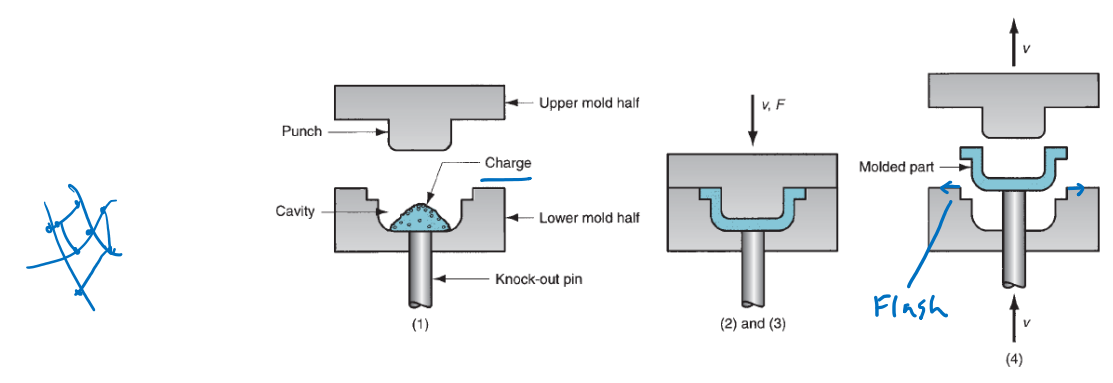 Upper mold half
Punch
Charge
Cavity
Lower mold half
Knock-out pin
(1)
v, F
(2) and (3)
v
Molded part
Flash
v
(4)